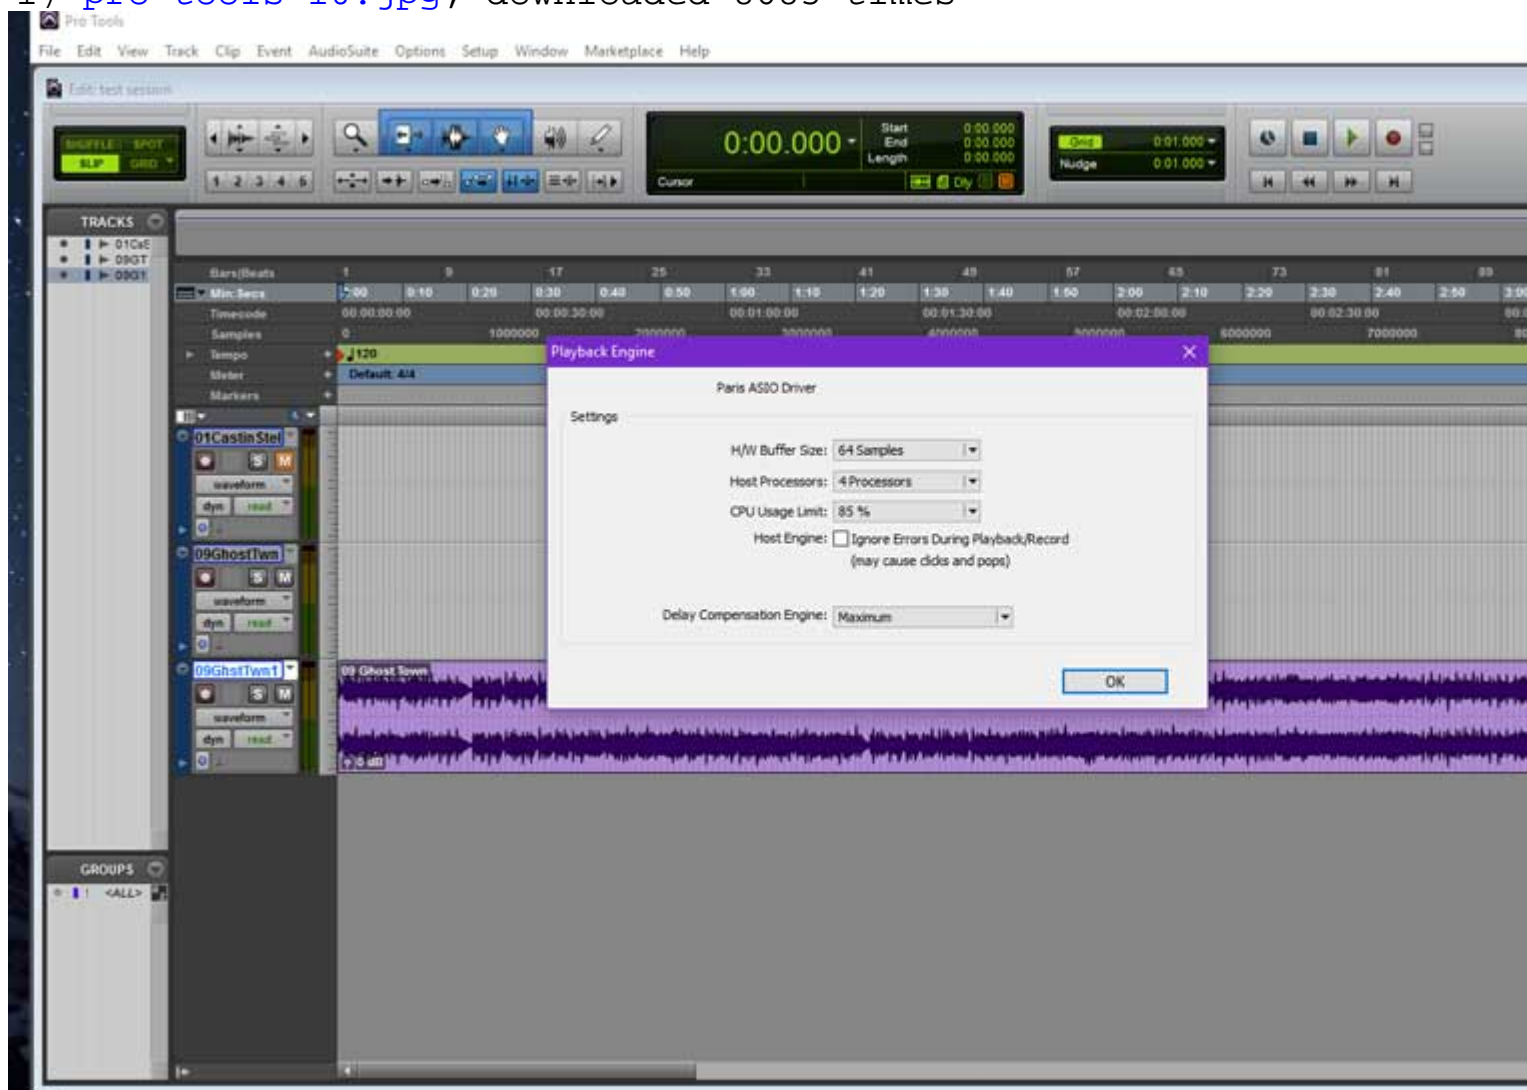 Pro Tools
File Edit View Track Clip Event AudioSuite Options Setup Window Marketplace Help
Edit: test session
SHUFFLE SPOT
SLIP GRID
1 2 3 4 5
0:00.000
Start 0:00.000
End 0:00.000
Length 0:00.000
Cursor
Dly
Grid 0:01.000
Nudge 0:01.000
TRACKS
09GT
Bars|Beats 1 9 17 25 33 41 49 57 65 73 81 89
Min:Secs 0:00 0:10 0:20 0:30 0:40 0:50 1:00 1:10 1:20 1:30 1:40 1:50 2:00 2:10 2:20 2:30 2:40 2:50
Timecode 00:00:00:00 00:00:30:00 00:01:00:00 00:01:30:00 00:02:00:00 00:02:30:00
Samples 0 1000000 2000000 3000000 4000000 5000000 6000000 7000000
Tempo 120
Meter Default: 4/4
Markers
Playback Engine
Paris ASIO Driver
Settings
H/W Buffer Size: 64 Samples
Host Processors: 4 Processors
CPU Usage Limit: 85 %
Host Engine: Ignore Errors During Playback/Record
(may cause clicks and pops)
Delay Compensation Engine: Maximum
OK
01CastinStel
S M
waveform
dyn read
09GhostTwn
S M
waveform
dyn read
09GhstTwn1
S M
waveform
dyn read
09 Ghost Town
0 dB
GROUPS
! <ALL>